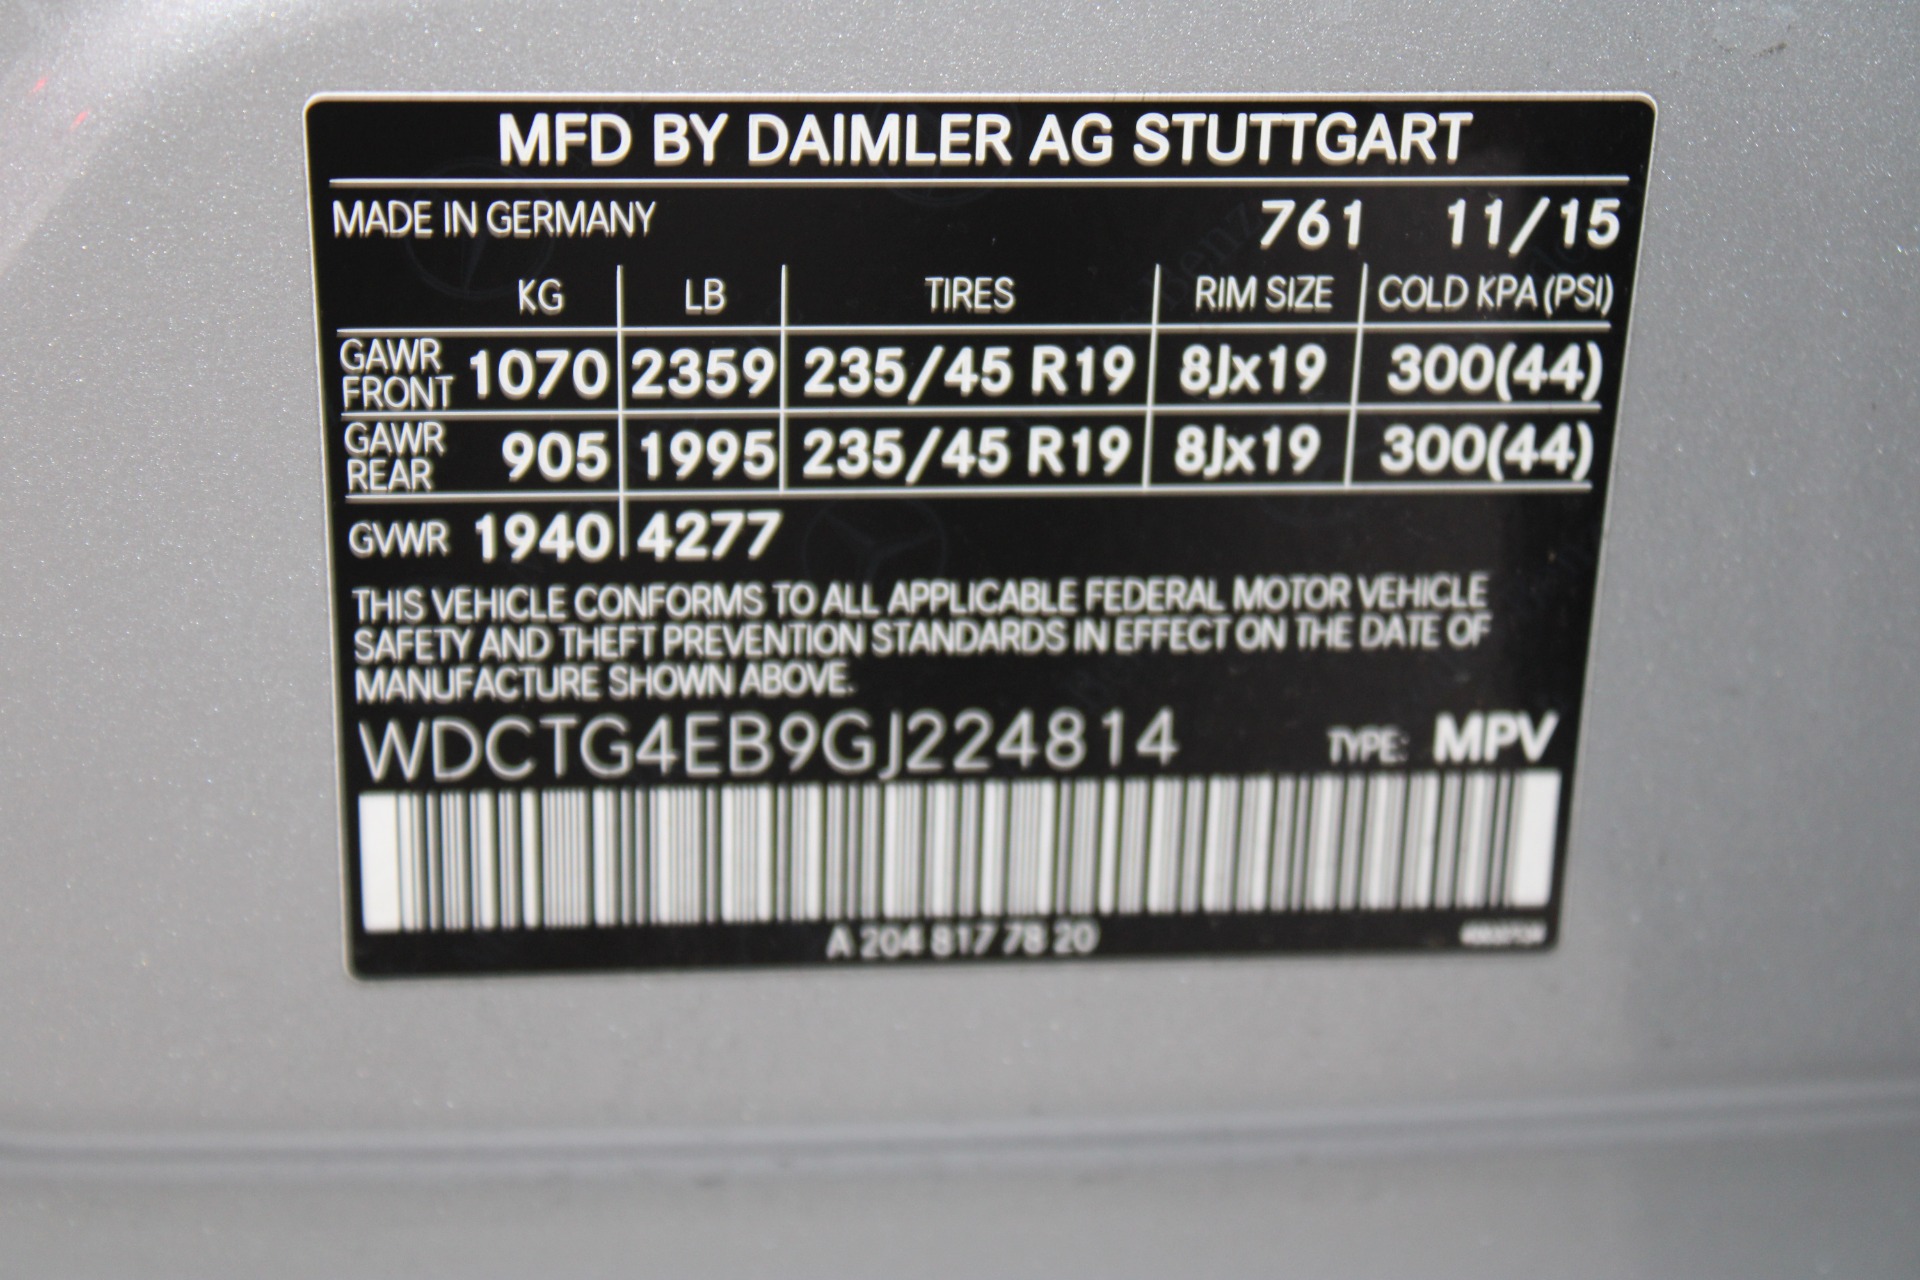 MFD BY DAIMLER AG STUTTGART
MADE IN GERMANY 761 11/15
KG LB TIRES RIM SIZE COLD KPA (PSI)
GAWR FRONT 1070 2359 235/45 R19 8Jx19 300(44)
GAWR REAR 905 1995 235/45 R19 8Jx19 300(44)
GVWR 1940 4277
THIS VEHICLE CONFORMS TO ALL APPLICABLE FEDERAL MOTOR VEHICLE
SAFETY AND THEFT PREVENTION STANDARDS IN EFFECT ON THE DATE OF
MANUFACTURE SHOWN ABOVE.
WDCTG4EB9GJ224814 TYPE: MPV
A 204 817 78 20